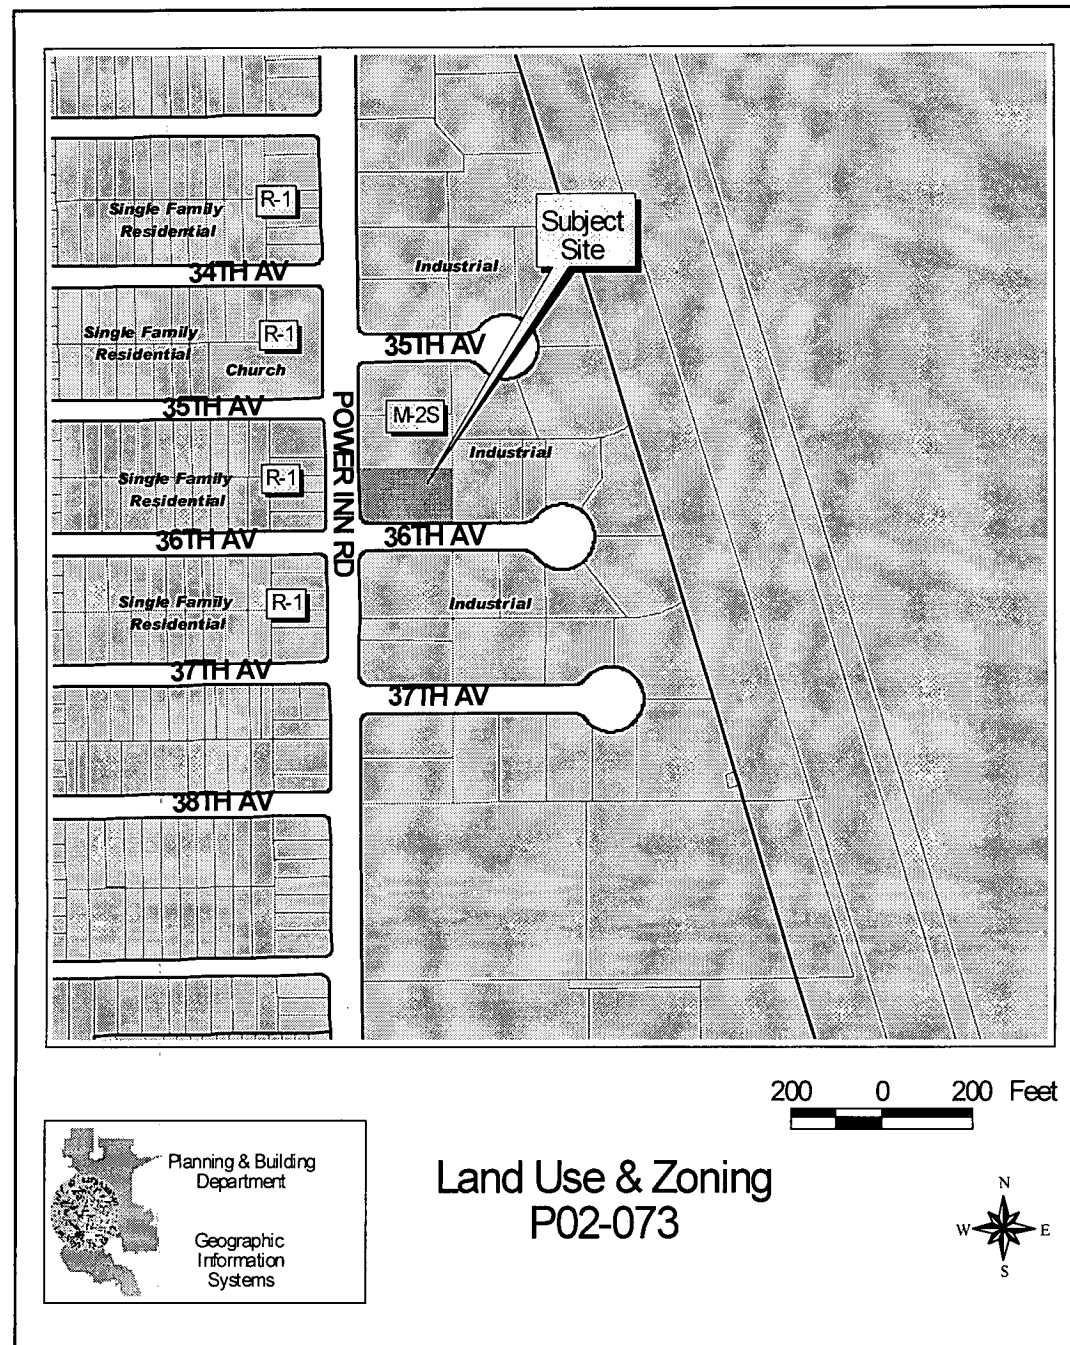 Subject
Site
R-1
Single Family
Residential
34TH AV
Industrial
R-1
Single Family
Residential
Church
35TH AV
35TH AV
M-2S
POWER INN RD
Industrial
R-1
Single Family
Residential
36TH AV
36TH AV
R-1
Single Family
Residential
Industrial
37TH AV
37TH AV
38TH AV
200 0 200 Feet
Planning & Building
Department
Geographic
Information
Systems
Land Use & Zoning
P02-073
N
W E
S